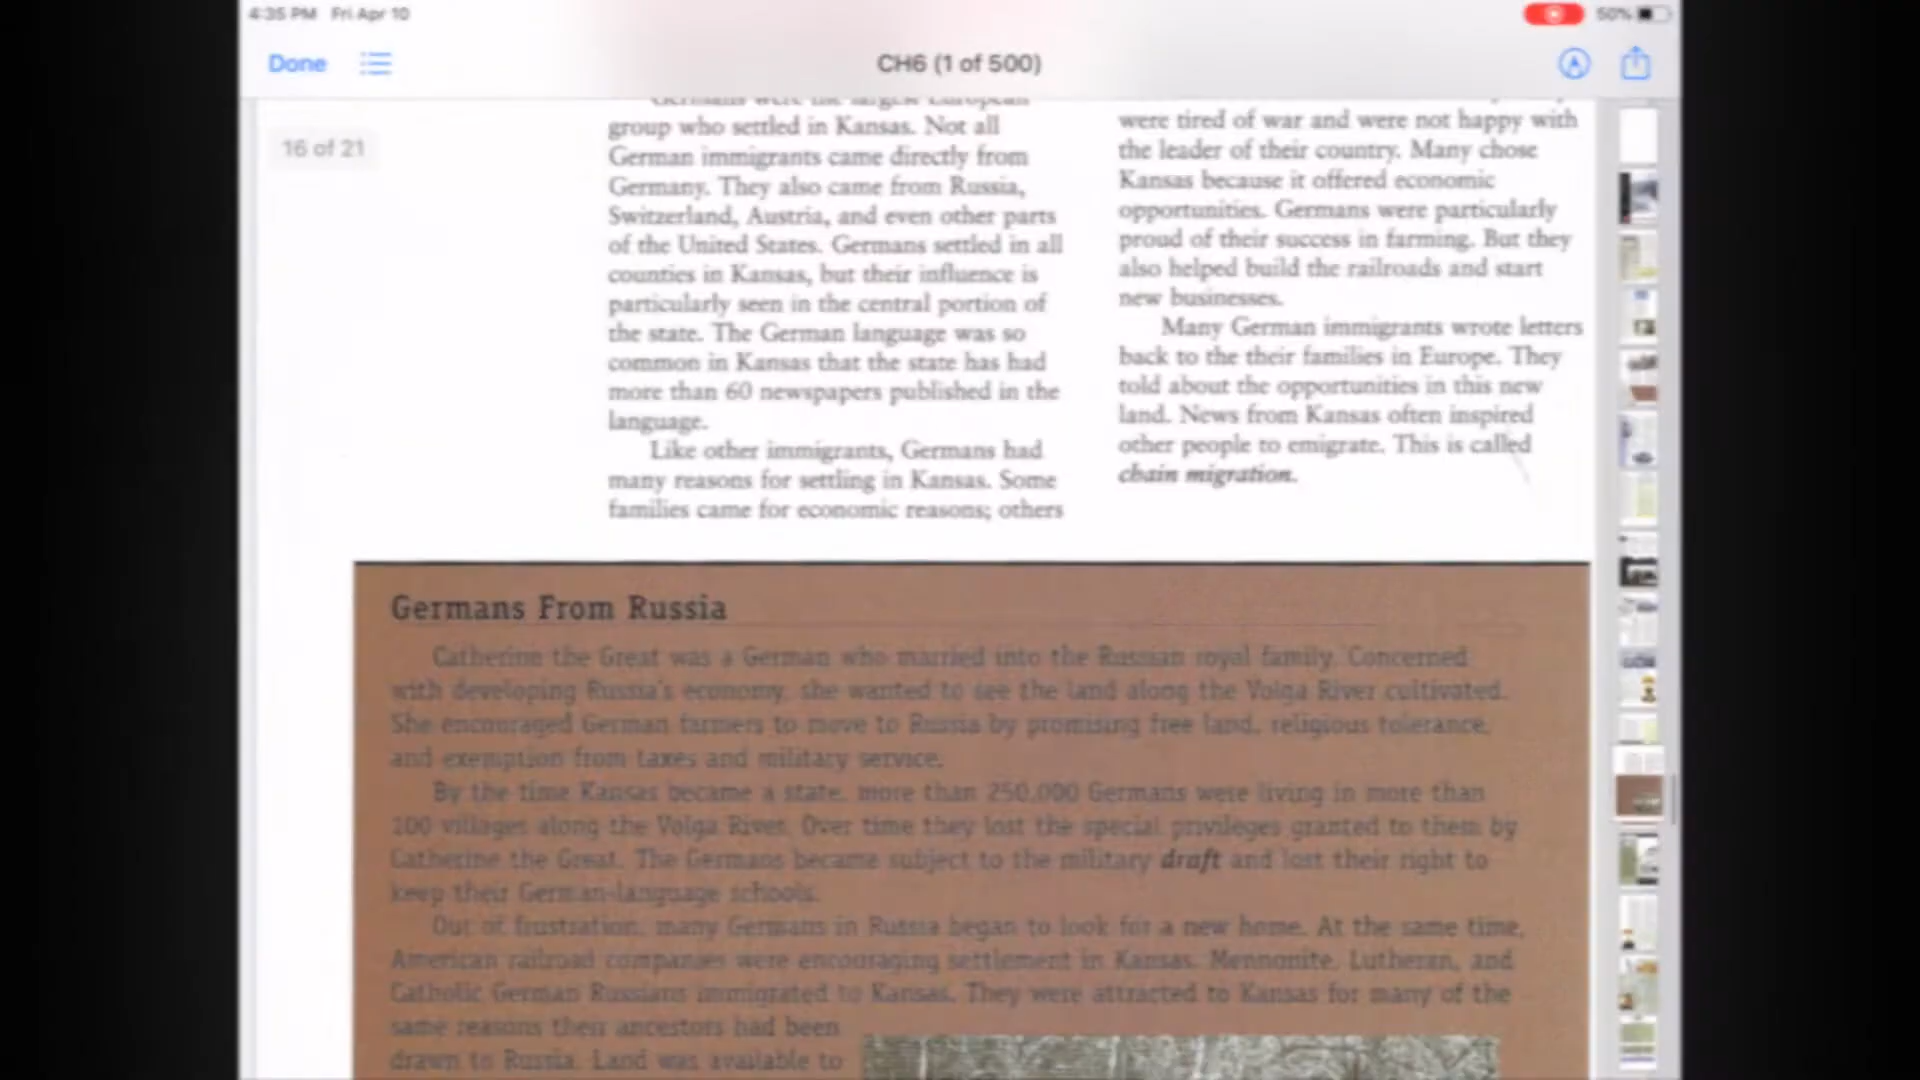 4:35 PM Fri Apr 10
50%
Done
CH6 (1 of 500)
16 of 21
Germans were the largest European
group who settled in Kansas. Not all
German immigrants came directly from
Germany. They also came from Russia,
Switzerland, Austria, and even other parts
of the United States. Germans settled in all
counties in Kansas, but their influence is
particularly seen in the central portion of
the state. The German language was so
common in Kansas that the state has had
more than 60 newspapers published in the
language.
Like other immigrants, Germans had
many reasons for settling in Kansas. Some
families came for economic reasons; others
were tired of war and were not happy with
the leader of their country. Many chose
Kansas because it offered economic
opportunities. Germans were particularly
proud of their success in farming. But they
also helped build the railroads and start
new businesses.
Many German immigrants wrote letters
back to the their families in Europe. They
told about the opportunities in this new
land. News from Kansas often inspired
other people to emigrate. This is called
chain migration.
Germans From Russia
Catherine the Great was a German who married into the Russian royal family. Concerned
with developing Russia's economy, she wanted to see the land along the Volga River cultivated.
She encouraged German farmers to move to Russia by promising free land, religious tolerance,
and exemption from taxes and military service.
By the time Kansas became a state, more than 250,000 Germans were living in more than
100 villages along the Volga River. Over time they lost the special privileges granted to them by
Catherine the Great. The Germans became subject to the military draft and lost their right to
keep their German-language schools.
Out of frustration, many Germans in Russia began to look for a new home. At the same time,
American railroad companies were encouraging settlement in Kansas. Mennonite, Lutheran, and
Catholic German Russians immigrated to Kansas. They were attracted to Kansas for many of the
same reasons their ancestors had been
drawn to Russia. Land was available to